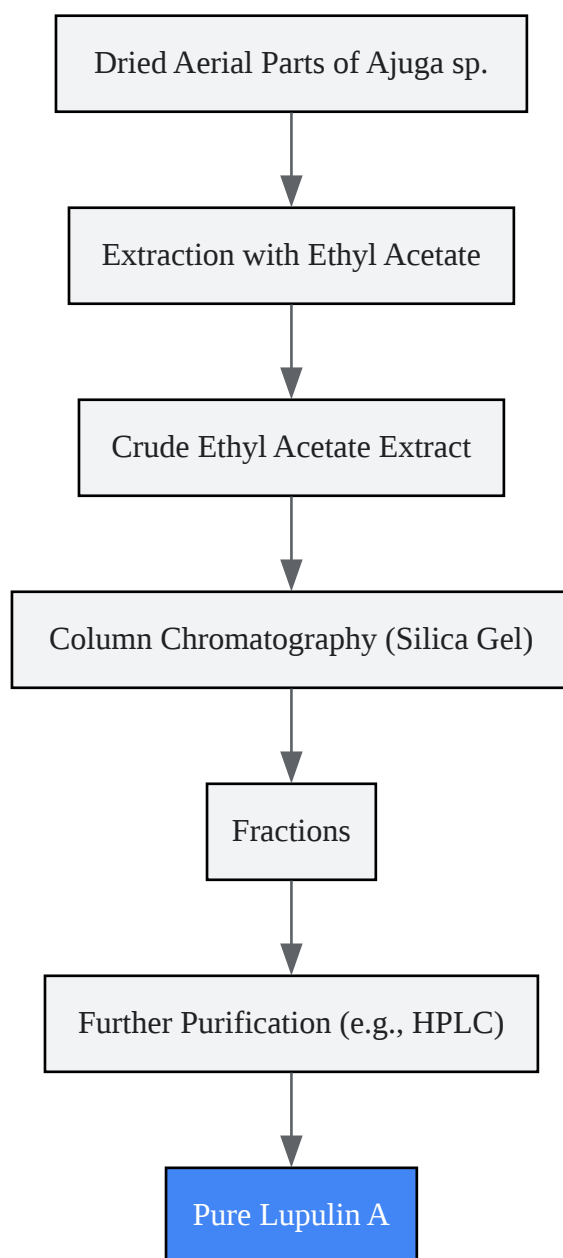 Dried Aerial Parts of Ajuga sp.
Extraction with Ethyl Acetate
Crude Ethyl Acetate Extract
Column Chromatography (Silica Gel)
Fractions
Further Purification (e.g., HPLC)
Pure Lupulin A